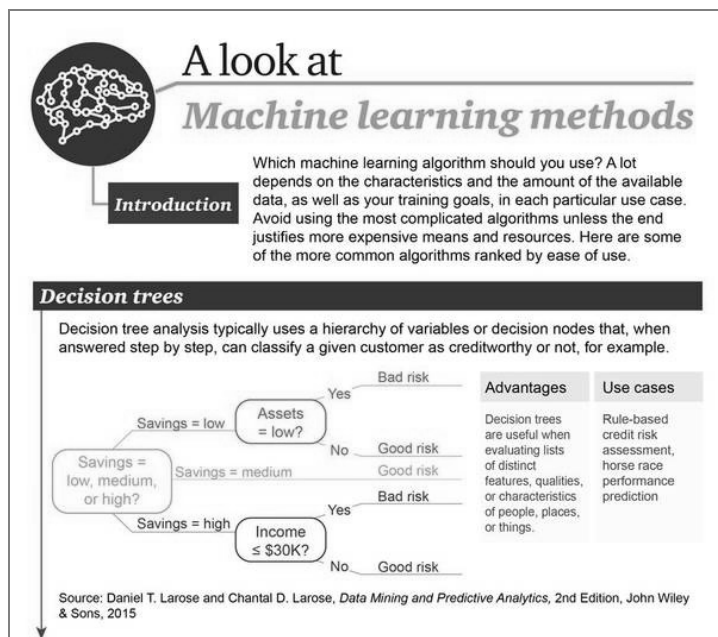 A look at
Machine learning methods
Introduction
Which machine learning algorithm should you use? A lot
depends on the characteristics and the amount of the available
data, as well as your training goals, in each particular use case.
Avoid using the most complicated algorithms unless the end
justifies more expensive means and resources. Here are some
of the more common algorithms ranked by ease of use.
Decision trees
Decision tree analysis typically uses a hierarchy of variables or decision nodes that, when
answered step by step, can classify a given customer as creditworthy or not, for example.
Savings =
low, medium,
or high?
Savings = low
Assets
= low?
Yes
Bad risk
No
Good risk
Savings = medium
Good risk
Savings = high
Income
≤ $30K?
Yes
Bad risk
No
Good risk
Advantages
Decision trees
are useful when
evaluating lists
of distinct
features, qualities,
or characteristics
of people, places,
or things.
Use cases
Rule-based
credit risk
assessment,
horse race
performance
prediction
Source: Daniel T. Larose and Chantal D. Larose, Data Mining and Predictive Analytics, 2nd Edition, John Wiley
& Sons, 2015